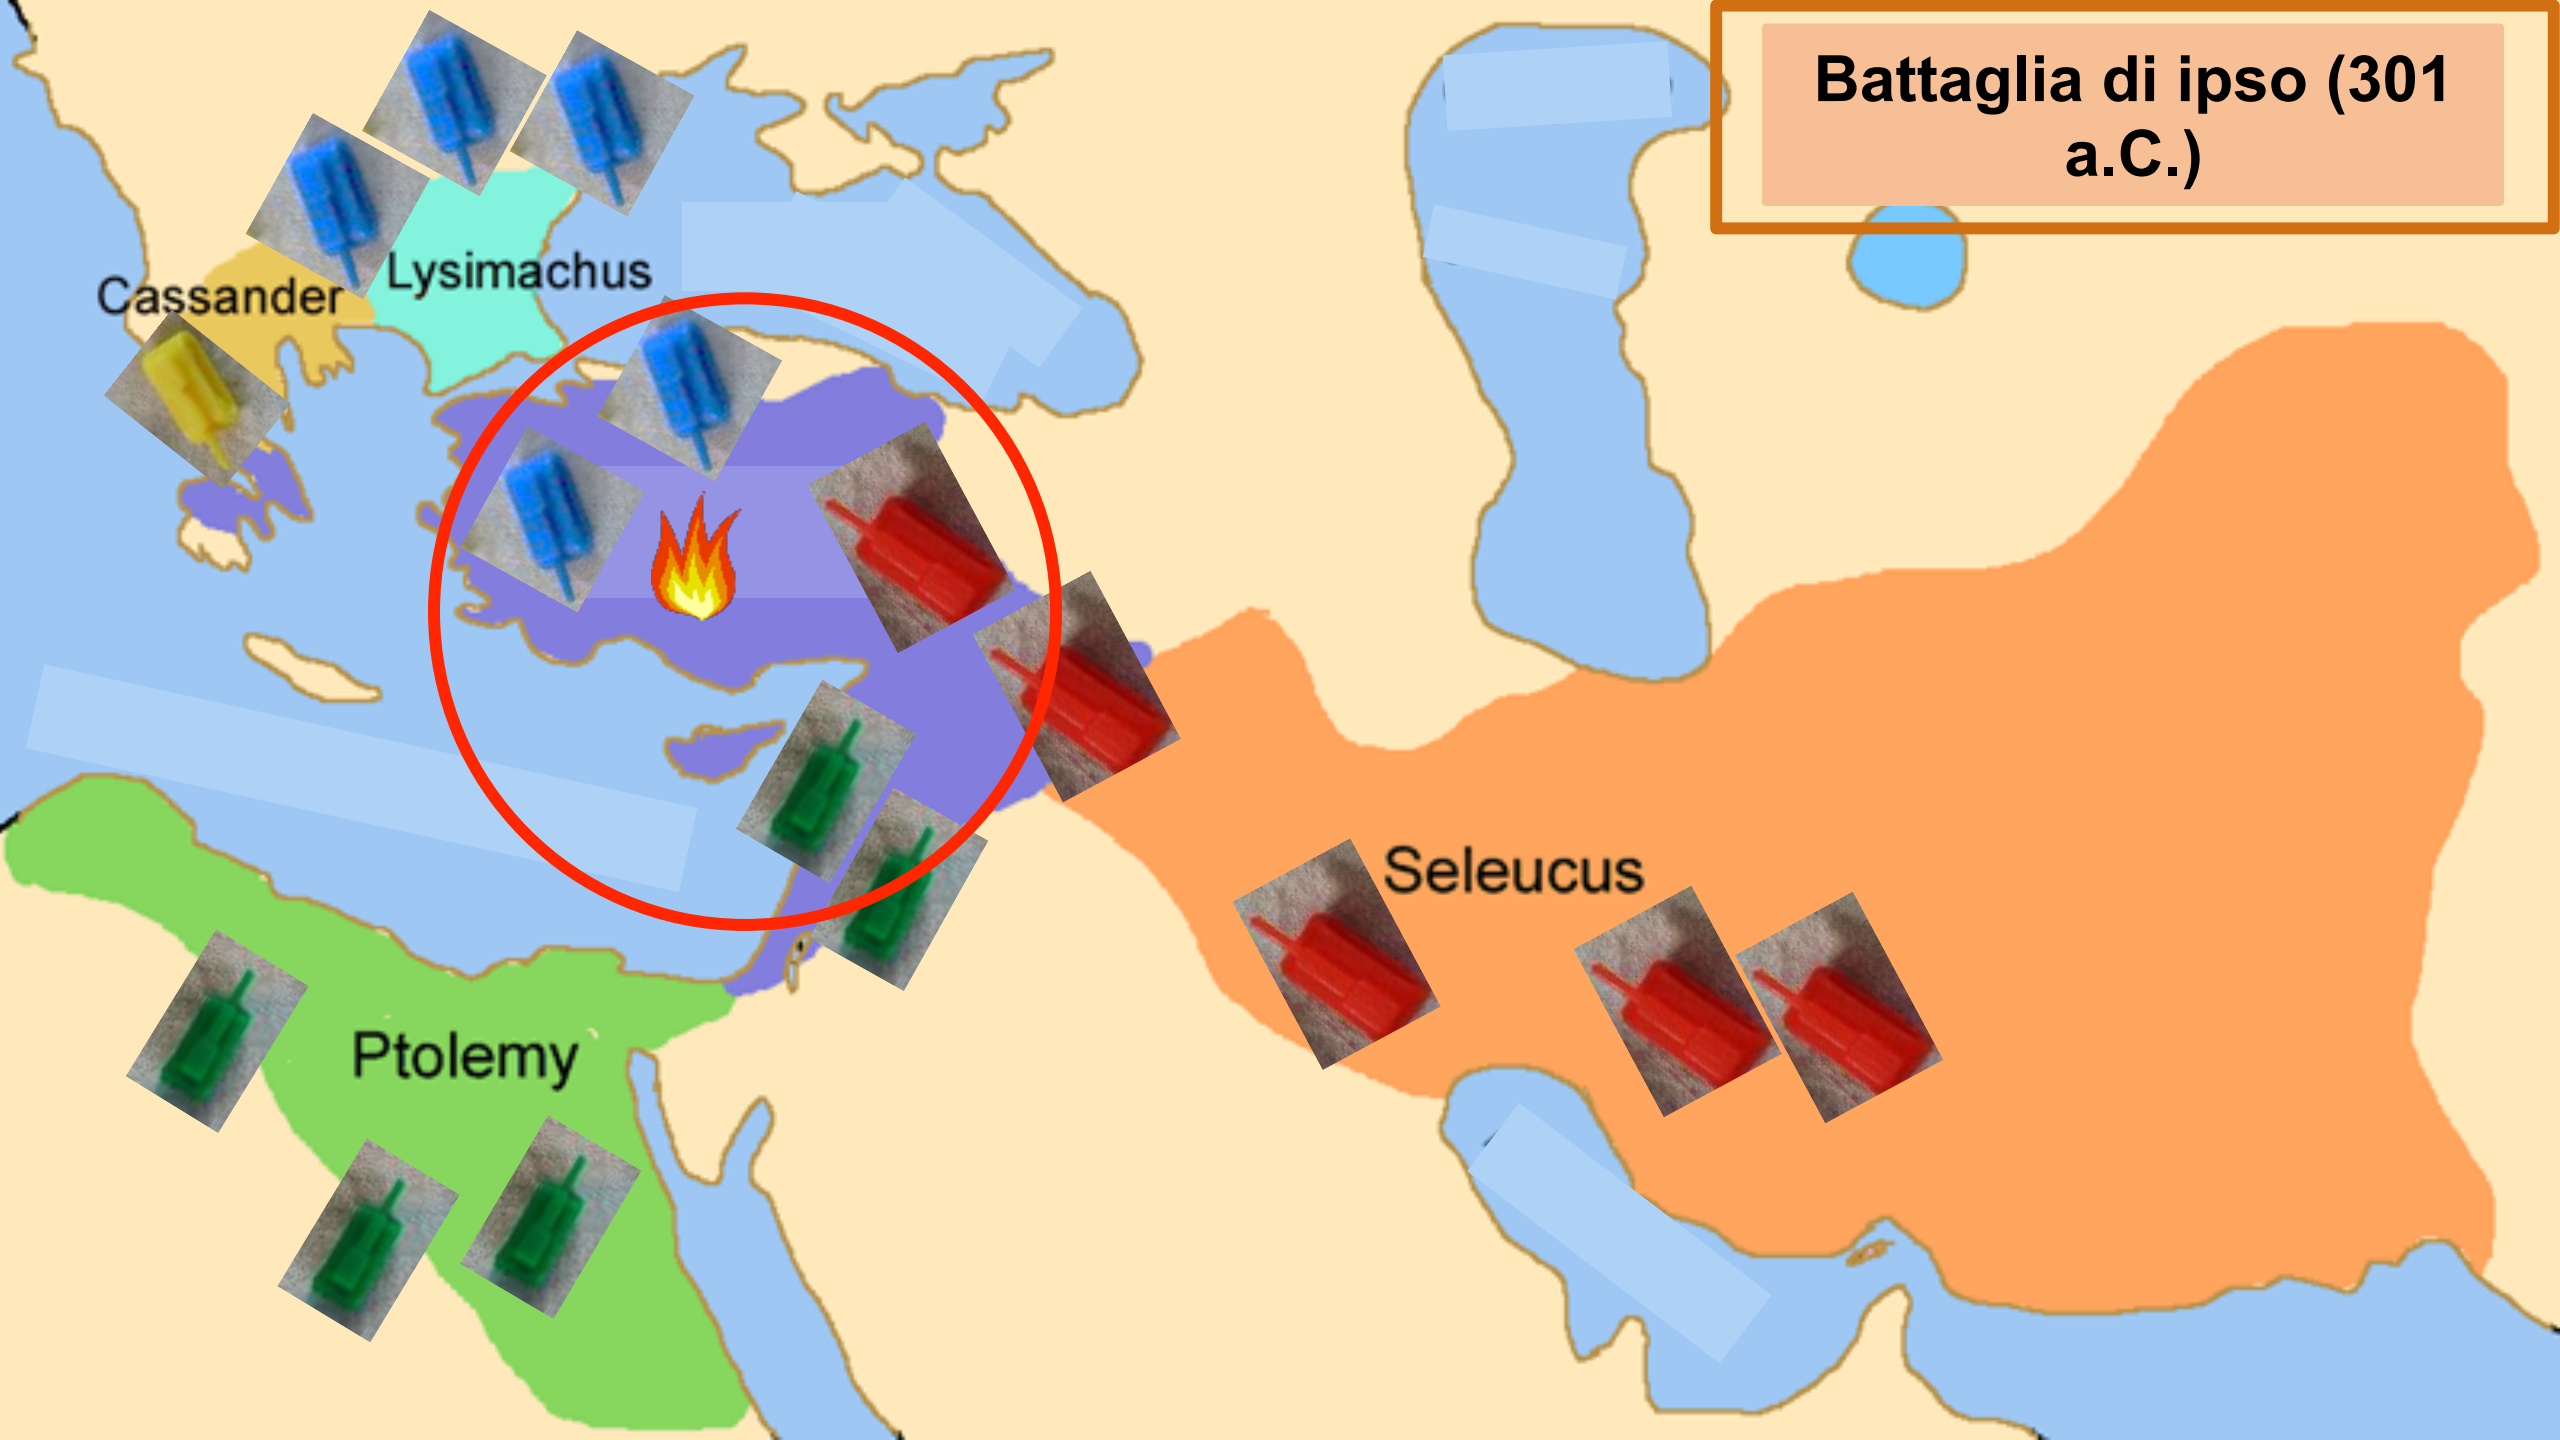 Battaglia di ipso (301
a.C.)
Lysimachus
Cassander
Seleucus
Ptolemy